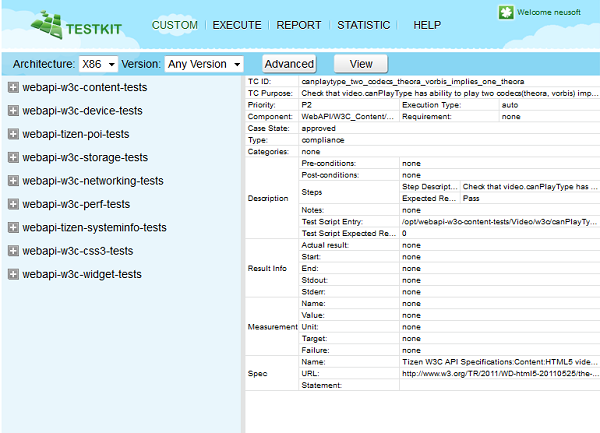 TESTKIT
CUSTOM EXECUTE REPORT STATISTIC HELP
Welcome neusoft
Architecture: X86 Version: Any Version Advanced View
webapi-w3c-content-tests
webapi-w3c-device-tests
webapi-tizen-poi-tests
webapi-w3c-storage-tests
webapi-w3c-networking-tests
webapi-w3c-perf-tests
webapi-tizen-systeminfo-tests
webapi-w3c-css3-tests
webapi-w3c-widget-tests
TC ID: canplaytype_two_codecs_theora_vorbis_implies_one_theora
TC Purpose: Check that video.canPlayType has ability to play two codecs(theora, vorbis) imp...
Priority: P2 Execution Type: auto
Component: WebAPI/W3C_Content/... Requirement: none
Case State: approved
Type: compliance
Categories: none
Description
Pre-conditions: none
Post-conditions: none
Steps
Step Descript... Check that video.canPlayType has ...
Expected Re... Pass
Notes: none
Test Script Entry: /opt/webapi-w3c-content-tests/Video/w3c/canPlayTy...
Test Script Expected Re... 0
Result Info
Actual result: none
Start: none
End: none
Stdout: none
Stderr: none
Measurement
Name: none
Value: none
Unit: none
Target: none
Failure: none
Spec
Name: Tizen W3C API Specifications:Content:HTML5 vide...
URL: http://www.w3.org/TR/2011/WD-html5-20110525/the-...
Statement: